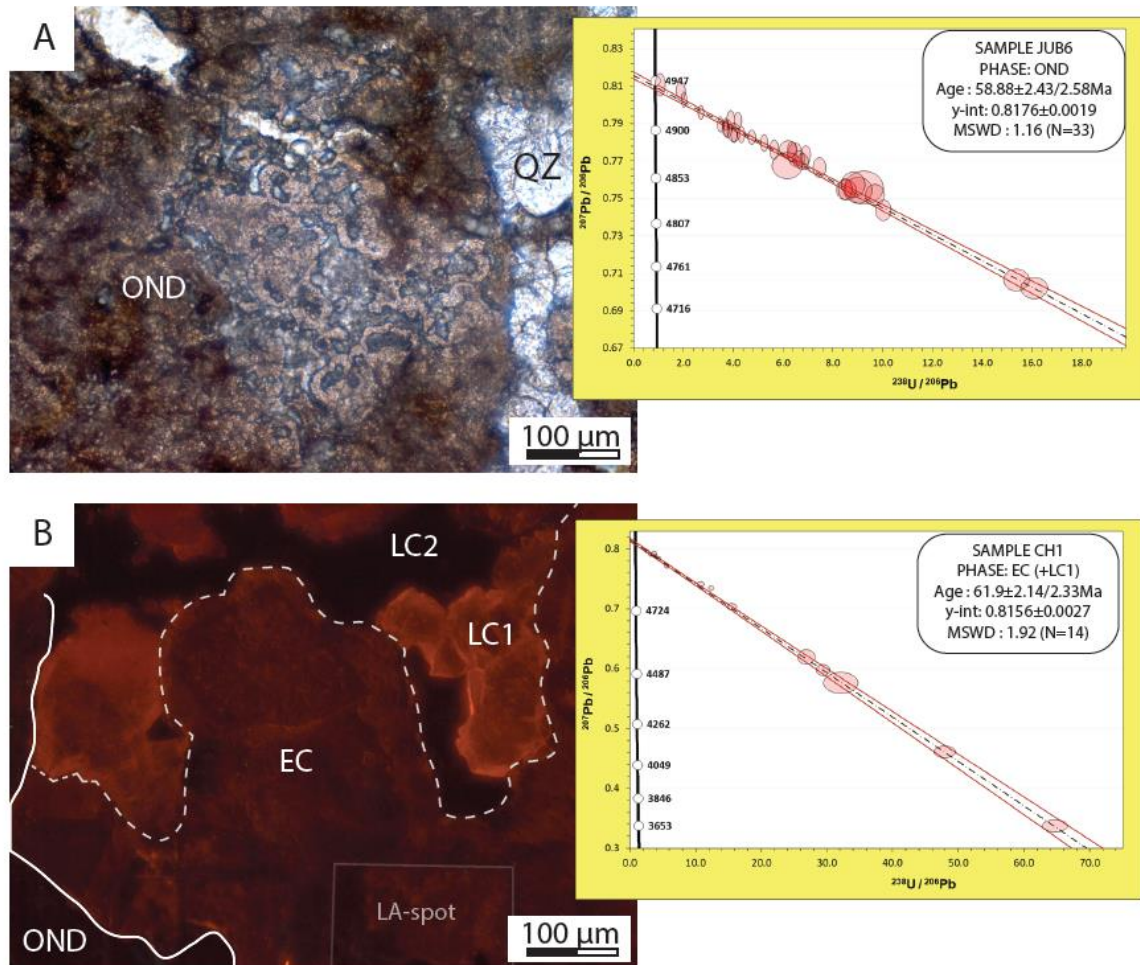 A
OND
QZ
100 µm
SAMPLE JUB6
PHASE: OND
Age : 58.88±2.43/2.58Ma
y-int: 0.8176±0.0019
MSWD : 1.16 (N=33)
0.83
0.81
0.79
0.77
0.75
0.73
0.71
0.69
0.67
4947
4900
4853
4807
4761
4716
²⁰⁷Pb/²⁰⁶Pb
0.0
2.0
4.0
6.0
8.0
10.0
12.0
14.0
16.0
18.0
²³⁸U/²⁰⁶Pb
B
LC2
LC1
EC
LA-spot
OND
100 µm
SAMPLE CH1
PHASE: EC (+LC1)
Age : 61.9±2.14/2.33Ma
y-int: 0.8156±0.0027
MSWD : 1.92 (N=14)
0.8
0.7
0.6
0.5
0.4
0.3
4724
4487
4262
4049
3846
3653
²⁰⁷Pb/²⁰⁶Pb
0.0
10.0
20.0
30.0
40.0
50.0
60.0
70.0
²³⁸U/²⁰⁶Pb